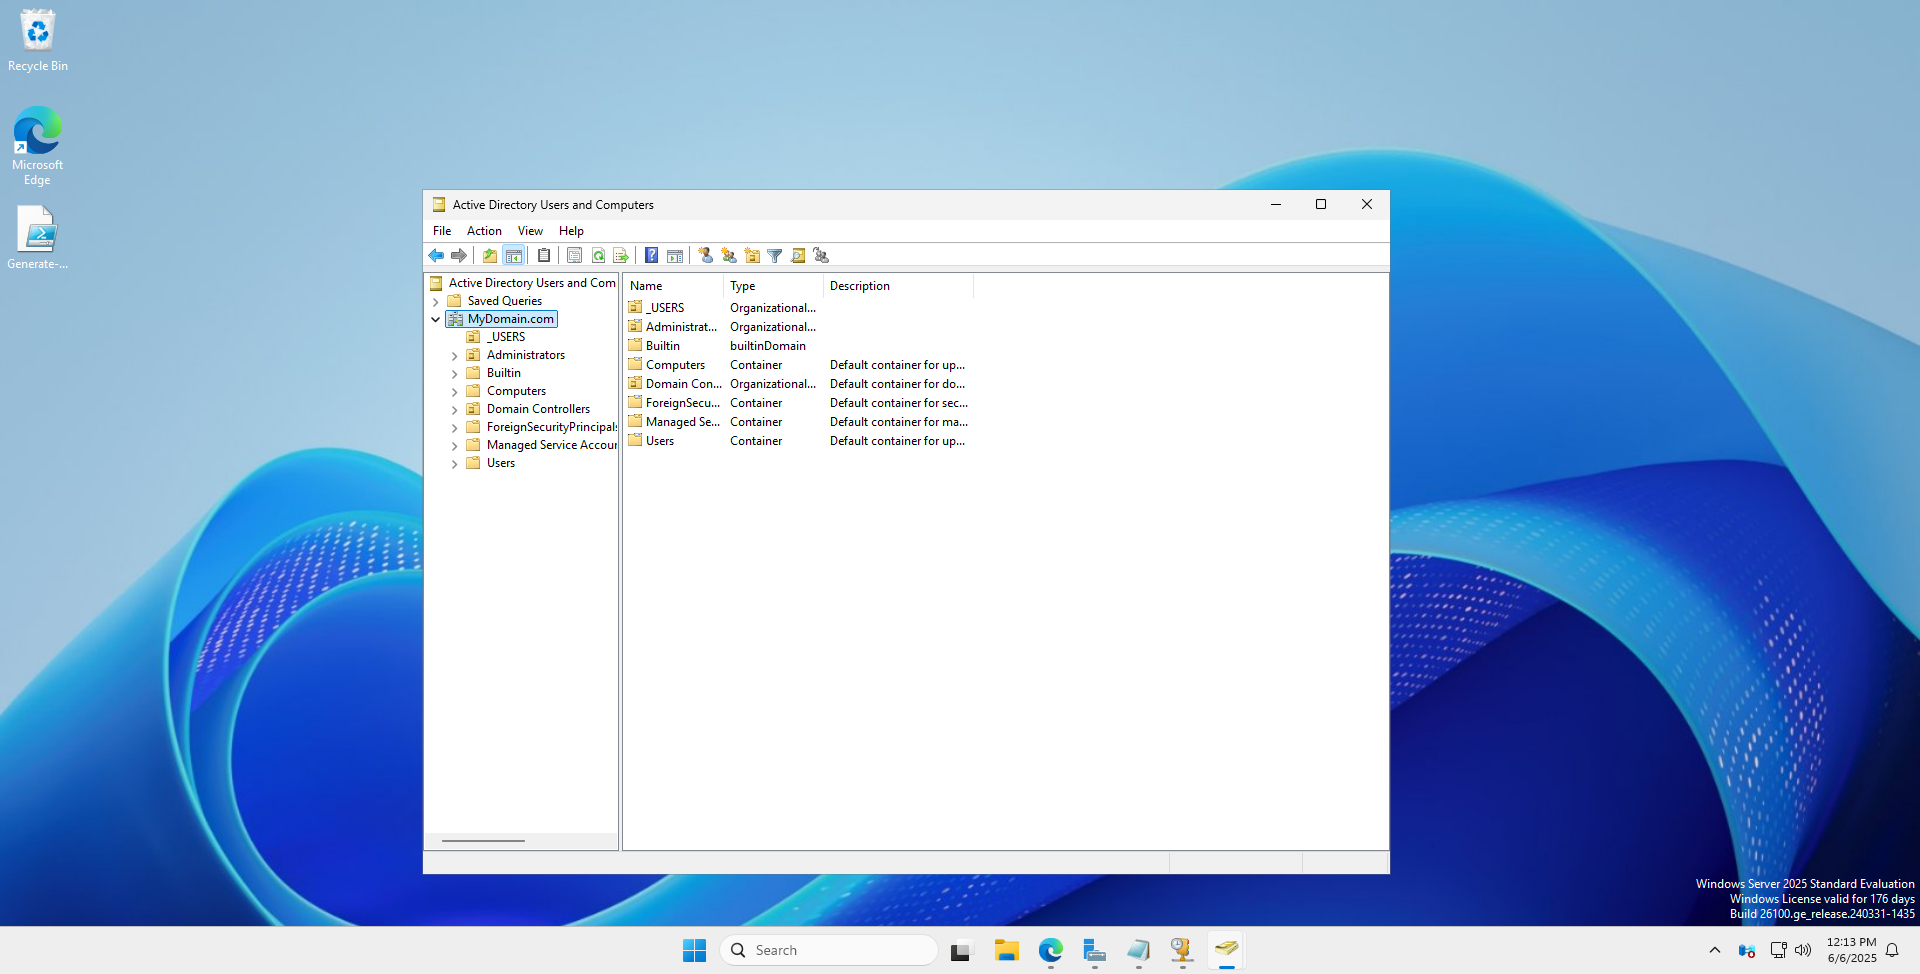 Recycle Bin
Microsoft
Edge
Generate-...
Active Directory Users and Computers
File Action View Help
Active Directory Users and Com
Saved Queries
MyDomain.com
_USERS
Administrators
Builtin
Computers
Domain Controllers
ForeignSecurityPrincipals
Managed Service Accour
Users
Name Type Description
_USERS Organizational...
Administrat... Organizational...
Builtin builtinDomain
Computers Container Default container for up...
Domain Con... Organizational... Default container for do...
ForeignSecu... Container Default container for sec...
Managed Se... Container Default container for ma...
Users Container Default container for up...
Windows Server 2025 Standard Evaluation
Windows License valid for 176 days
Build 26100.ge_release.240331-1435
Search
12:13 PM
6/6/2025